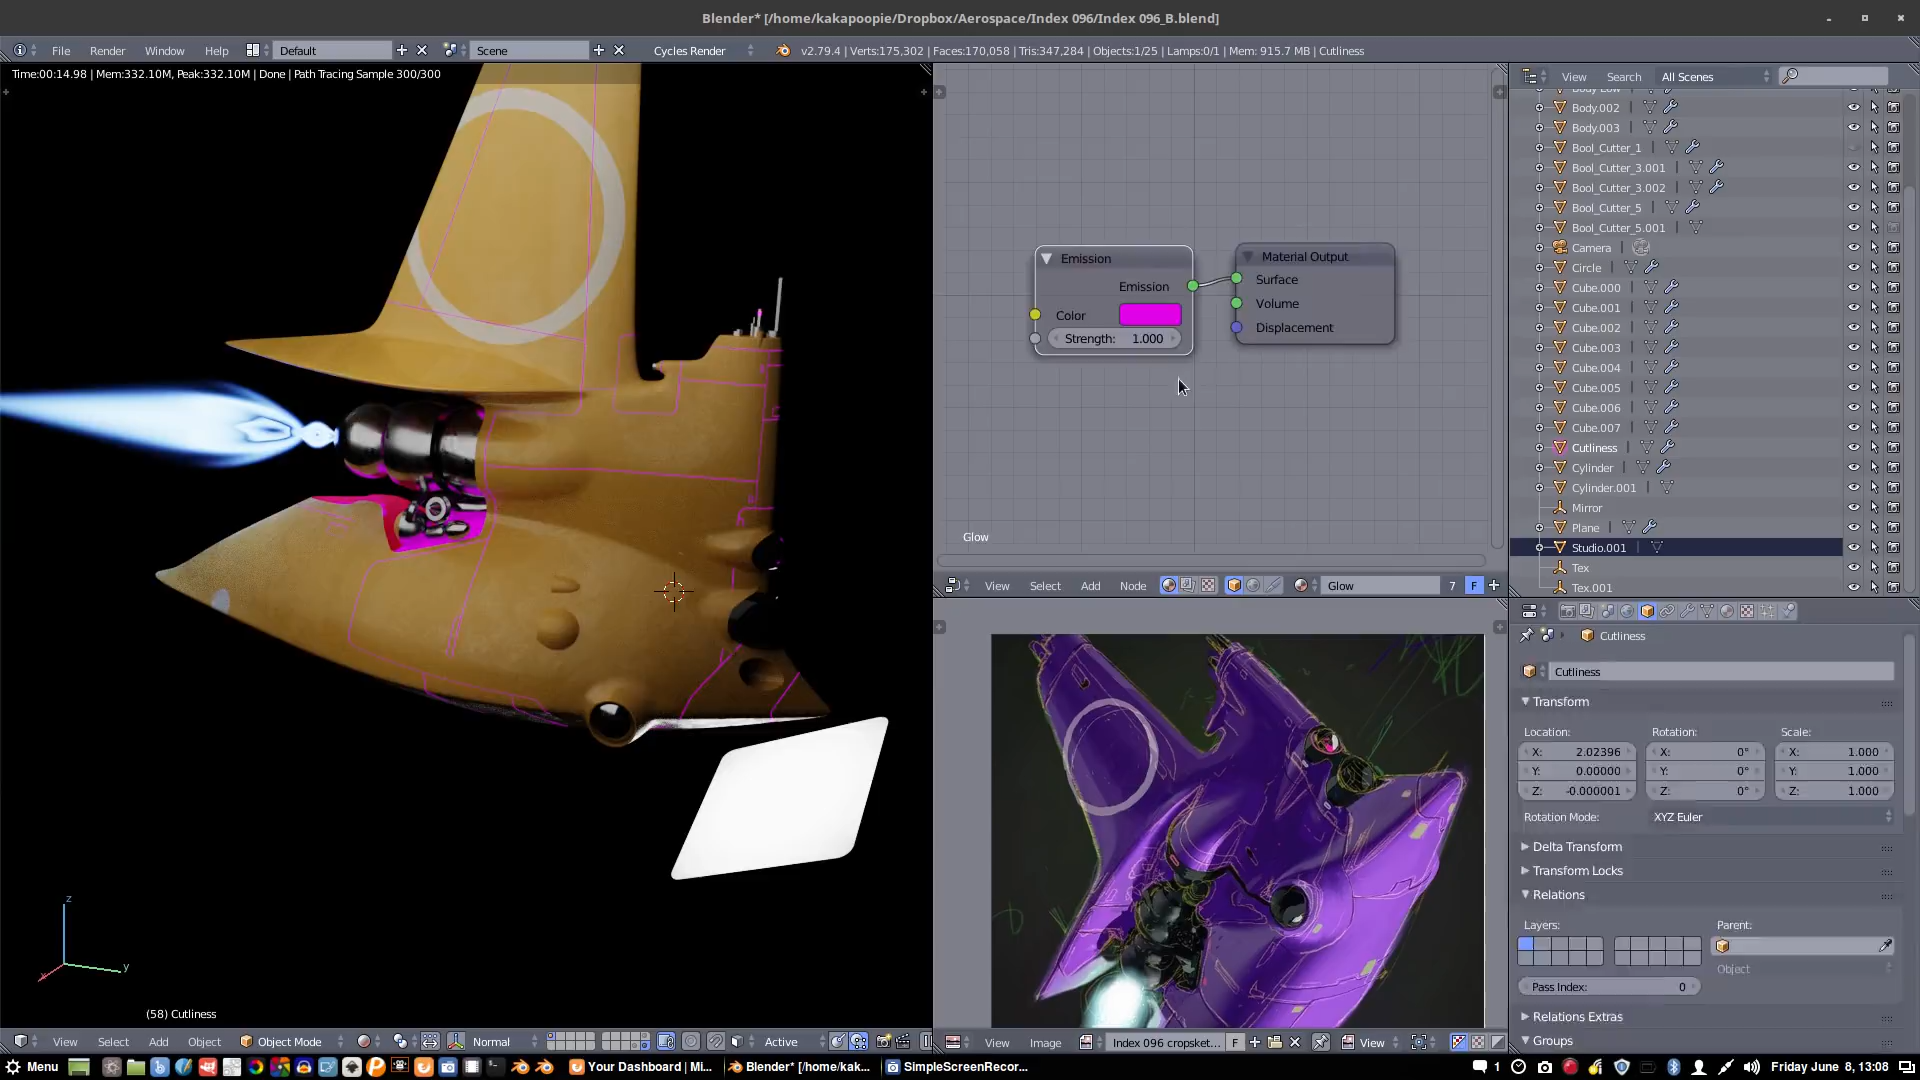 Blender* [/home/kakapoopie/Dropbox/Aerospace/Index 096/Index 096_B.blend]
File Render Window Help Default Scene Cycles Render v2.79.4 | Verts:175,302 | Faces:170,058 | Tris:347,284 | Objects:1/25 | Lamps:0/1 | Mem: 915.7 MB | Cutliness
Time:00:14.98 | Mem:332.10M, Peak:332.10M | Done | Path Tracing Sample 300/300
z
y
x
(58) Cutliness
View Select Add Object Object Mode Normal Active
Emission
Emission
Color
Strength: 1.000
Material Output
Surface
Volume
Displacement
Glow
View Select Add Node Glow 7 F
View Image Index 096 cropsket... F View
View Search All Scenes
Body Low
Body.002
Body.003
Bool_Cutter_1
Bool_Cutter_3.001
Bool_Cutter_3.002
Bool_Cutter_5
Bool_Cutter_5.001
Camera
Circle
Cube.000
Cube.001
Cube.002
Cube.003
Cube.004
Cube.005
Cube.006
Cube.007
Cutliness
Cylinder
Cylinder.001
Mirror
Plane
Studio.001
Tex
Tex.001
Cutliness
Cutliness
Transform
Location: Rotation: Scale:
X: 2.02396 X: 0° X: 1.000
Y: 0.00000 Y: 0° Y: 1.000
Z: -0.000001 Z: 0° Z: 1.000
Rotation Mode: XYZ Euler
Delta Transform
Transform Locks
Relations
Layers: Parent:
Object
Pass Index: 0
Relations Extras
Groups
Menu Your Dashboard | Mi... Blender* [/home/kak... SimpleScreenRecor... 1 Friday June 8, 13:08